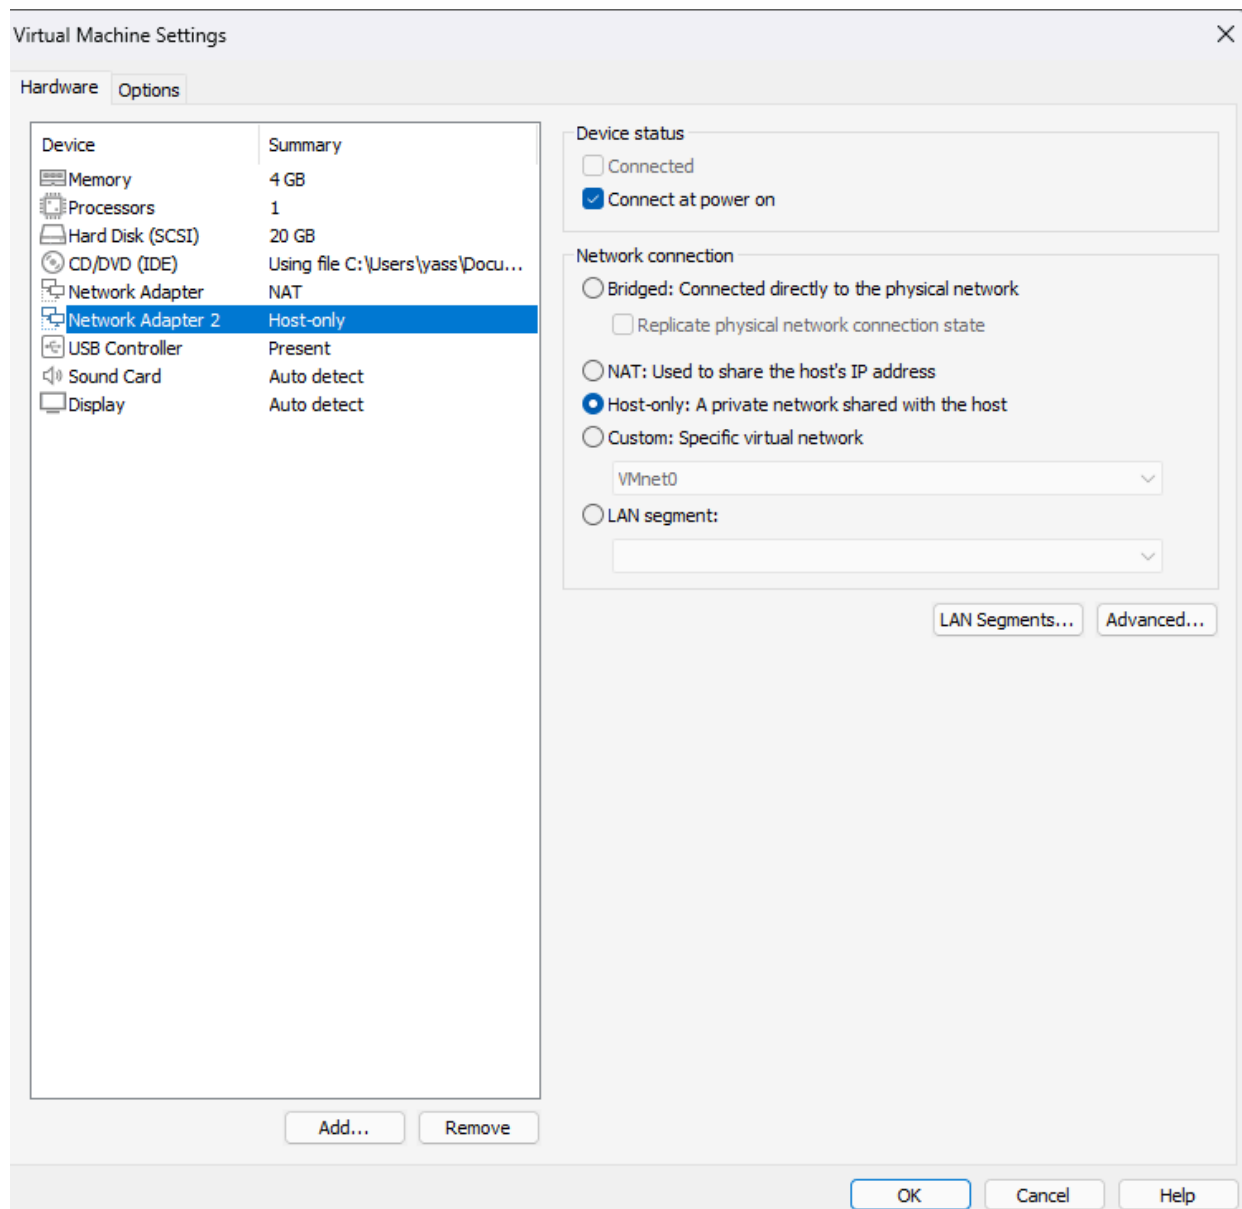 Virtual Machine Settings
Hardware Options
Device Summary
Memory 4 GB
Processors 1
Hard Disk (SCSI) 20 GB
CD/DVD (IDE) Using file C:\Users\yass\Docu...
Network Adapter NAT
Network Adapter 2 Host-only
USB Controller Present
Sound Card Auto detect
Display Auto detect
Add... Remove
Device status
Connected
Connect at power on
Network connection
Bridged: Connected directly to the physical network
Replicate physical network connection state
NAT: Used to share the host's IP address
Host-only: A private network shared with the host
Custom: Specific virtual network
VMnet0
LAN segment:
LAN Segments... Advanced...
OK Cancel Help